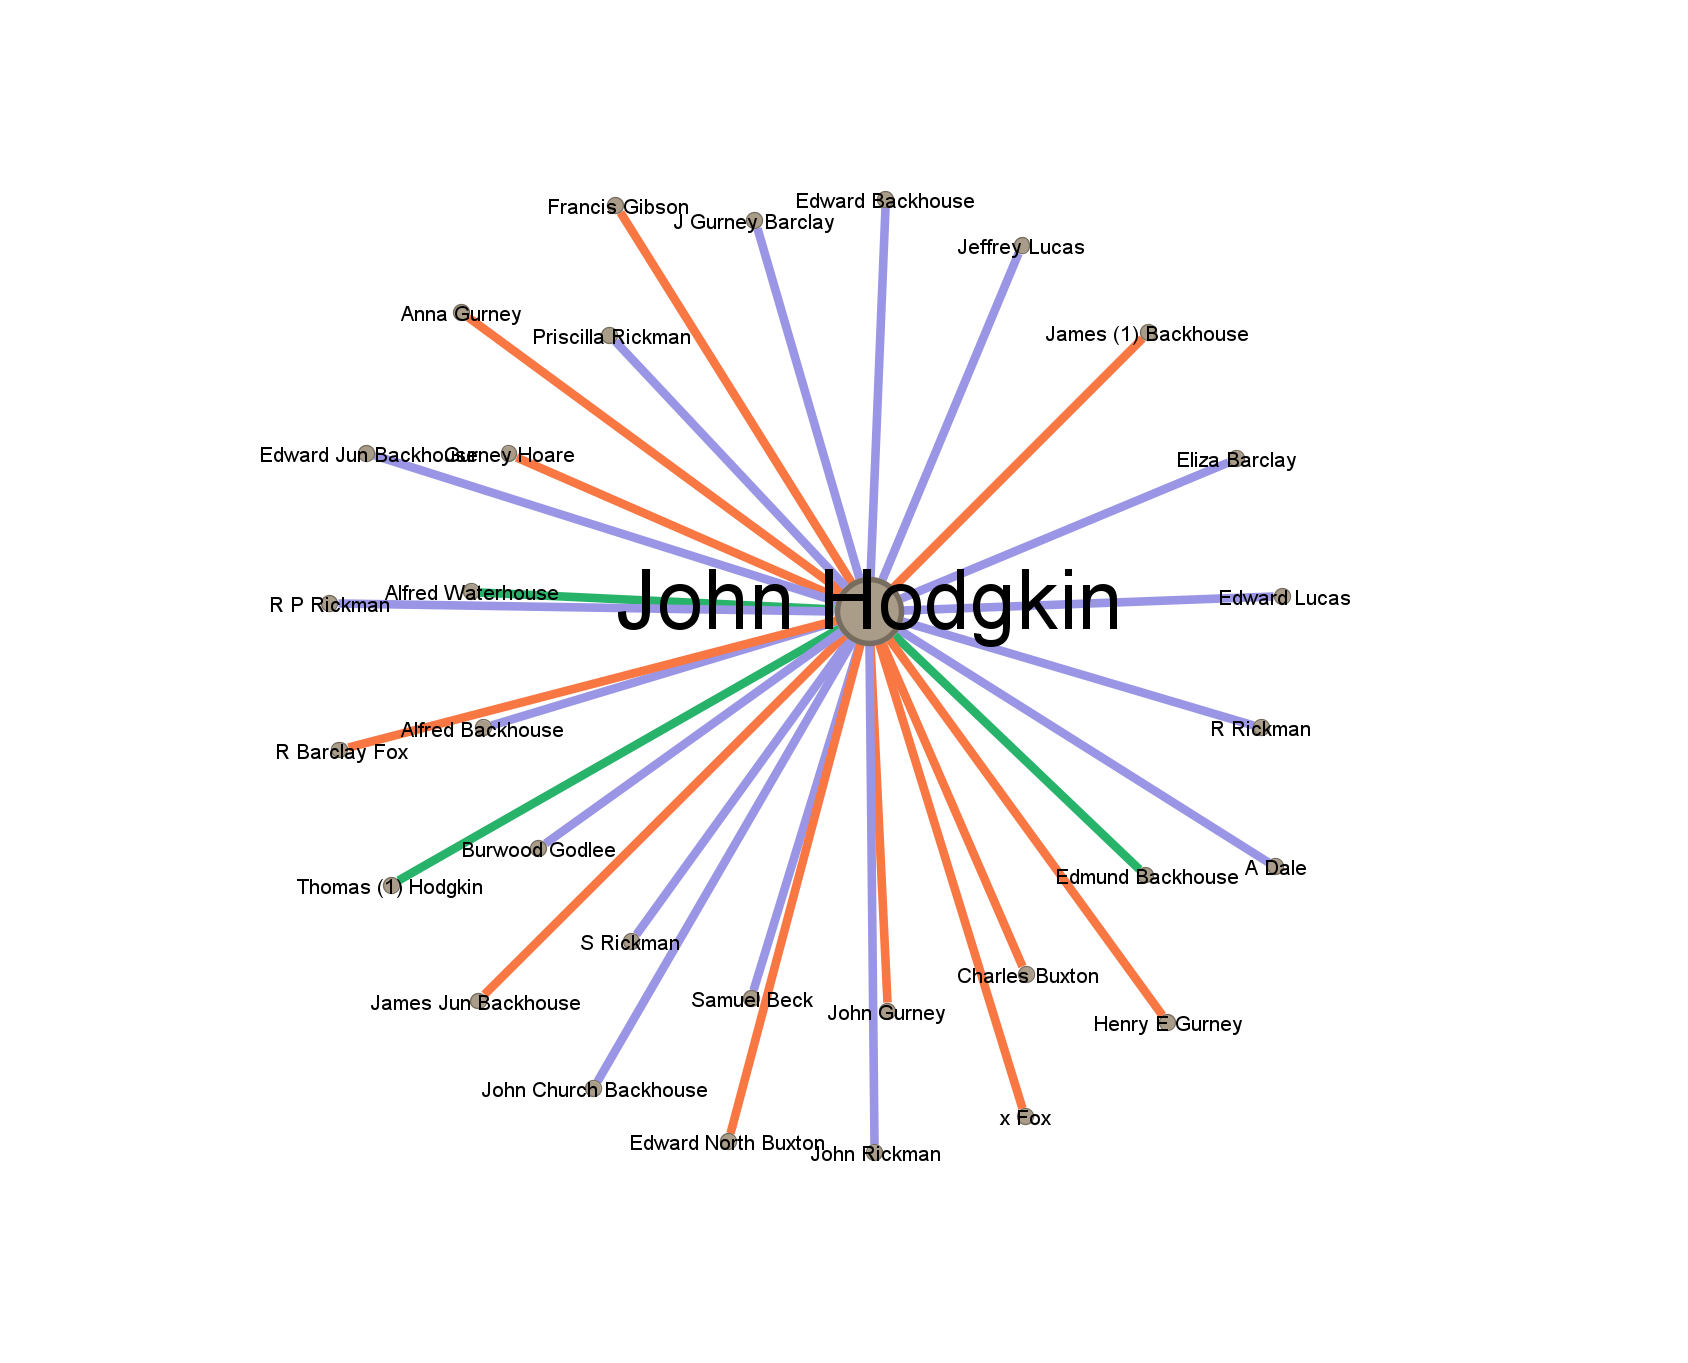 Edward Backhouse
Francis Gibson
J Gurney Barclay
Jeffrey Lucas
Anna Gurney
Priscilla Rickman
James (1) Backhouse
Edward Jun Backhouse
Gurney Hoare
Eliza Barclay
Alfred Waterhouse
R P Rickman
John Hodgkin
Edward Lucas
R Barclay Fox
Alfred Backhouse
R Rickman
Burwood Godlee
Thomas (1) Hodgkin
Edmund Backhouse
A Dale
S Rickman
James Jun Backhouse
Samuel Beck
John Gurney
Charles Buxton
Henry E Gurney
John Church Backhouse
Edward North Buxton
John Rickman
x Fox